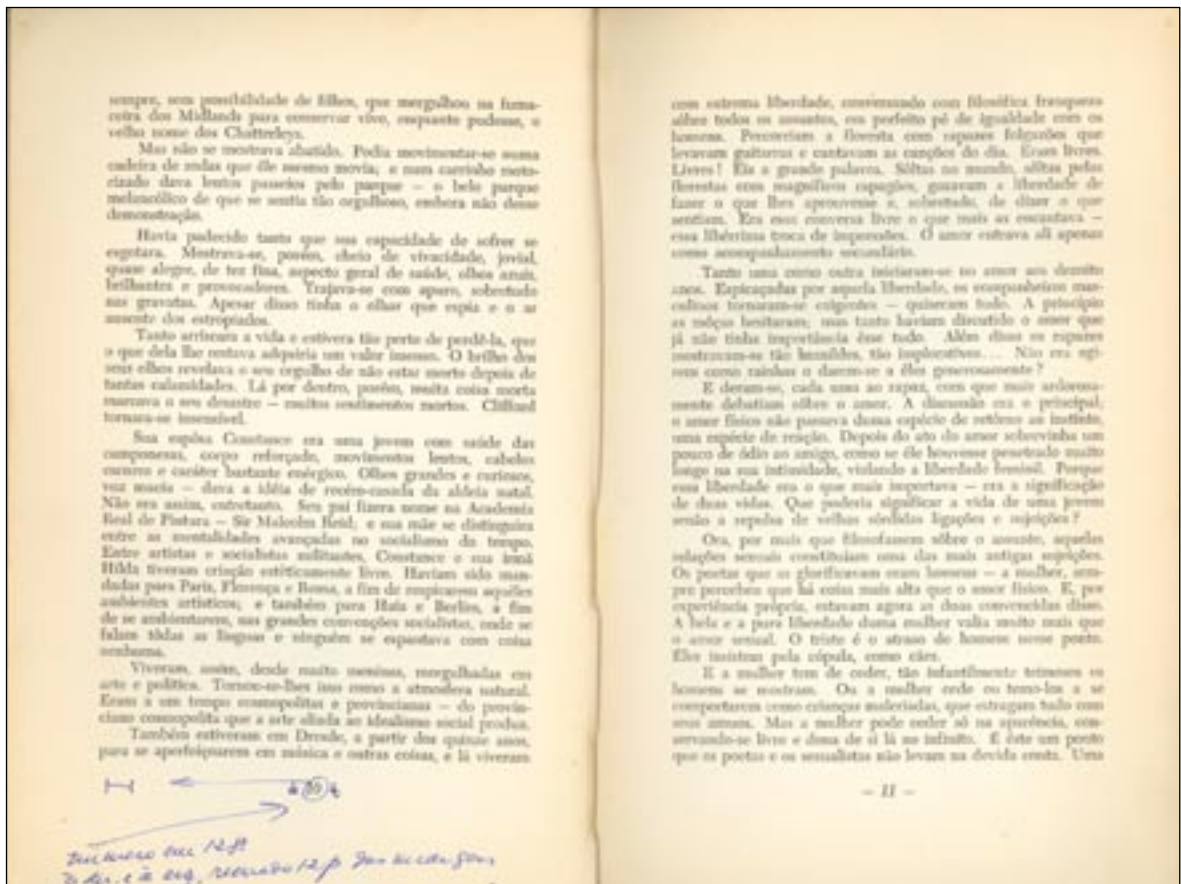 sempre, sem possibilidade de filhos, que mergulhou na fuma-
ceira dos Midlands para conservar vivo, enquanto pudesse, o
velho nome dos Chatterleys.
Mas não se mostrava abatido. Podia movimentar-se numa
cadeira de rodas que êle mesmo movia; e num carrinho moto-
rizado dava lentos passeios pelo parque — o belo parque
melancólico de que se sentia tão orgulhoso, embora não desse
demonstração.
Havia padecido tanto que sua capacidade de sofrer se
esgotara. Mostrava-se, porém, cheio de vivacidade, jovial,
quase alegre, de tez fina, aspecto geral de saúde, olhos azuis,
brilhantes e provocadores. Trajava-se com apuro, sobretudo
nas gravatas. Apesar disso tinha o olhar que espia e o ar
ausente dos estropiados.
Tanto arriscara a vida e estivera tão perto de perdê-la, que
o que dela lhe restava adquiria um valor imenso. O brilho dos
seus olhos revelava o seu orgulho de não estar morto depois de
tantas calamidades. Lá por dentro, porém, muita coisa morta
marcava o seu desastre — muitos sentimentos mortos. Clifford
tornara-se insensível.
Sua espôsa Constance era uma jovem com saúde das
camponesas, corpo reforçado, movimentos lentos, cabelos
escuros e caráter bastante enérgico. Olhos grandes e curiosos,
voz macia — dava a idéia de recém-casada da aldeia natal.
Não era assim, entretanto. Seu pai fizera nome na Academia
Real de Pintura — Sir Malcolm Reid; e sua mãe se distinguira
entre as mentalidades avançadas no socialismo do tempo.
Entre artistas e socialistas militantes, Constance e sua irmã
Hilda tiveram criação estèticamente livre. Haviam sido man-
dadas para Paris, Florença e Roma, a fim de respirarem aquêles
ambientes artísticos; e também para Haia e Berlim, a fim
de se ambientarem, nas grandes convenções socialistas, onde se
falam tôdas as línguas e ninguém se espantava com coisa
nenhuma.
Viveram, assim, desde muito meninas, mergulhadas em
arte e política. Tornou-se-lhes isso como a atmosfera natural.
Eram a um tempo cosmopolitas e provincianas — do provin-
ciano cosmopolita que a arte aliada ao idealismo social produz.
Também estiveram em Dresde, a partir dos quinze anos,
para se aperfeiçoarem em música e outras coisas, e lá viveram
com extrema liberdade, conversando com filosófica franqueza
sôbre todos os assuntos, em perfeito pé de igualdade com os
homens. Percorriam a floresta com rapazes folgazões que
levavam guitarras e cantavam as canções do dia. Eram livres.
Livres! Eis a grande palavra. Sôltas no mundo, sôltas pelas
florestas com magníficos rapagões, gozavam a liberdade de
fazer o que lhes aprouvesse e, sobretudo, de dizer o que
sentiam. Era essa conversa livre o que mais as encantava —
essa libérrima troca de impressões. O amor entrava ali apenas
como acompanhamento secundário.
Tanto uma como outra iniciaram-se no amor aos dezoito
anos. Espicaçadas por aquela liberdade, os companheiros mas-
culinos tornaram-se exigentes — quiseram tudo. A princípio
as môças hesitaram; mas tanto haviam discutido o amor que
já não tinha importância êsse tudo. Além disso os rapazes
mostravam-se tão humildes, tão implorativos... Não era agi-
rem como rainhas o darem-se a êles generosamente?
E deram-se, cada uma ao rapaz, com que mais ardorosa-
mente debatiam sôbre o amor. A discussão era o principal;
o amor físico não passava dessa espécie de retôrno ao instinto,
uma espécie de reação. Depois do ato do amor sobrevinha um
pouco de ódio ao amigo, como se êle houvesse penetrado muito
longe na sua intimidade, violando a liberdade feminil. Porque
essa liberdade era o que mais importava — era a significação
de duas vidas. Que poderia significar a vida de uma jovem
senão a repulsa de velhas sórdidas ligações e sujeições?
Ora, por mais que filosofassem sôbre o assunto, aquelas
relações sexuais constituíam uma das mais antigas sujeições.
Os poetas que as glorificavam eram homens — a mulher, sem-
pre percebeu que há coisa mais alta que o amor físico. E, por
experiência própria, estavam agora as duas convencidas disso.
A bela e a pura liberdade duma mulher valia muito mais que
o amor sexual. O triste é o atraso do homem nesse ponto.
Êles insistem pela cópula, como cães.
E a mulher tem de ceder, tão infantilmente teimosos os
homens se mostram. Ou a mulher cede ou temo-los a se
comportarem como crianças malcriadas, que estragam tudo com
seus amuos. Mas a mulher pode ceder só na aparência, con-
servando-se livre e dona de si lá no infinito. É êste um ponto
que os poetas e os sexualistas não levam na devida conta. Uma
— 11 —